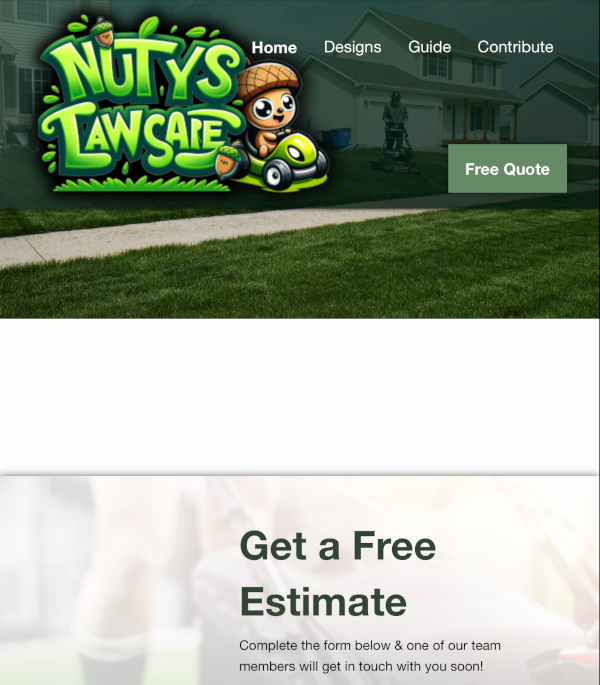 NUTYS
LAWSAIE
Home Designs Guide Contribute
Free Quote
Get a Free
Estimate
Complete the form below & one of our team
members will get in touch with you soon!